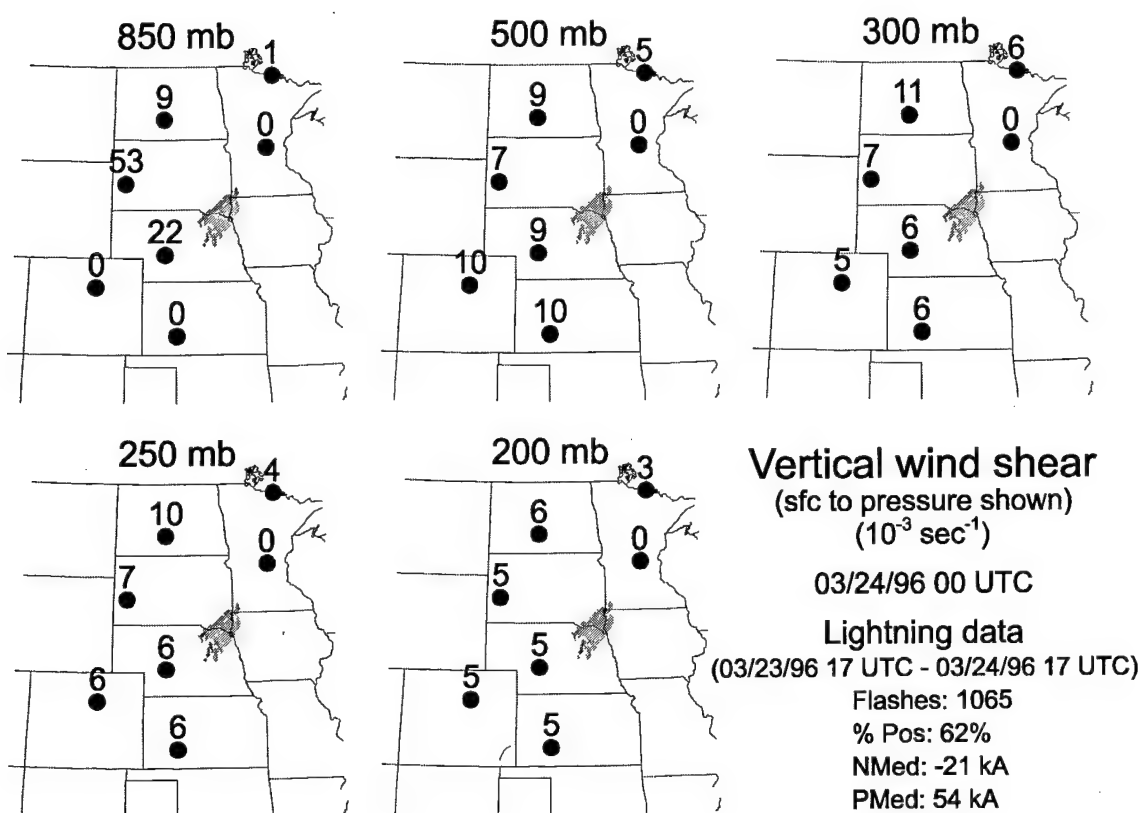 850 mb
1
9
0
53
22
0
0
500 mb
5
9
0
7
9
10
10
300 mb
6
11
0
7
6
5
6
250 mb
4
10
0
7
6
6
6
200 mb
3
6
0
5
5
5
5
Vertical wind shear
(sfc to pressure shown)
(10⁻³ sec⁻¹)
03/24/96 00 UTC
Lightning data
(03/23/96 17 UTC - 03/24/96 17 UTC)
Flashes: 1065
% Pos: 62%
NMed: -21 kA
PMed: 54 kA